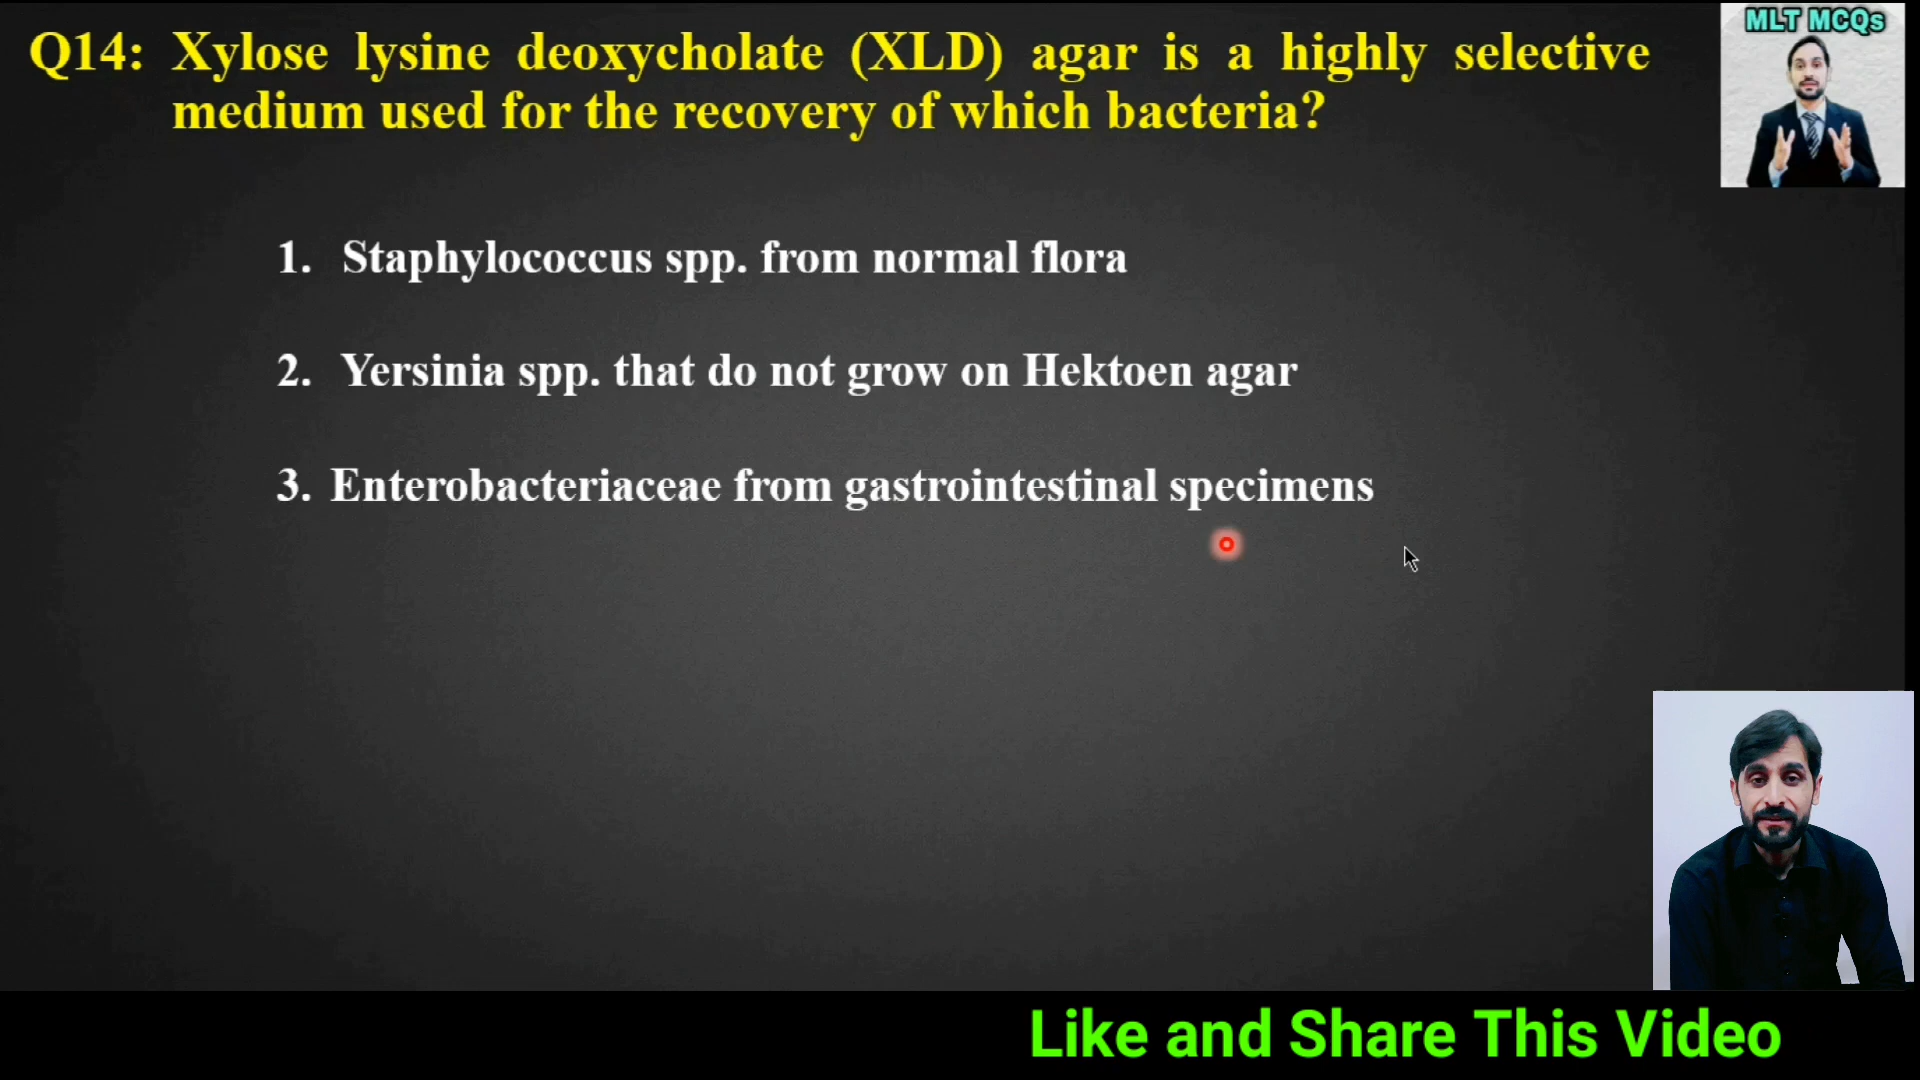 MLT MCQs
Q14: Xylose lysine deoxycholate (XLD) agar is a highly selective
medium used for the recovery of which bacteria?
1. Staphylococcus spp. from normal flora
2. Yersinia spp. that do not grow on Hektoen agar
3. Enterobacteriaceae from gastrointestinal specimens
Like and Share This Video